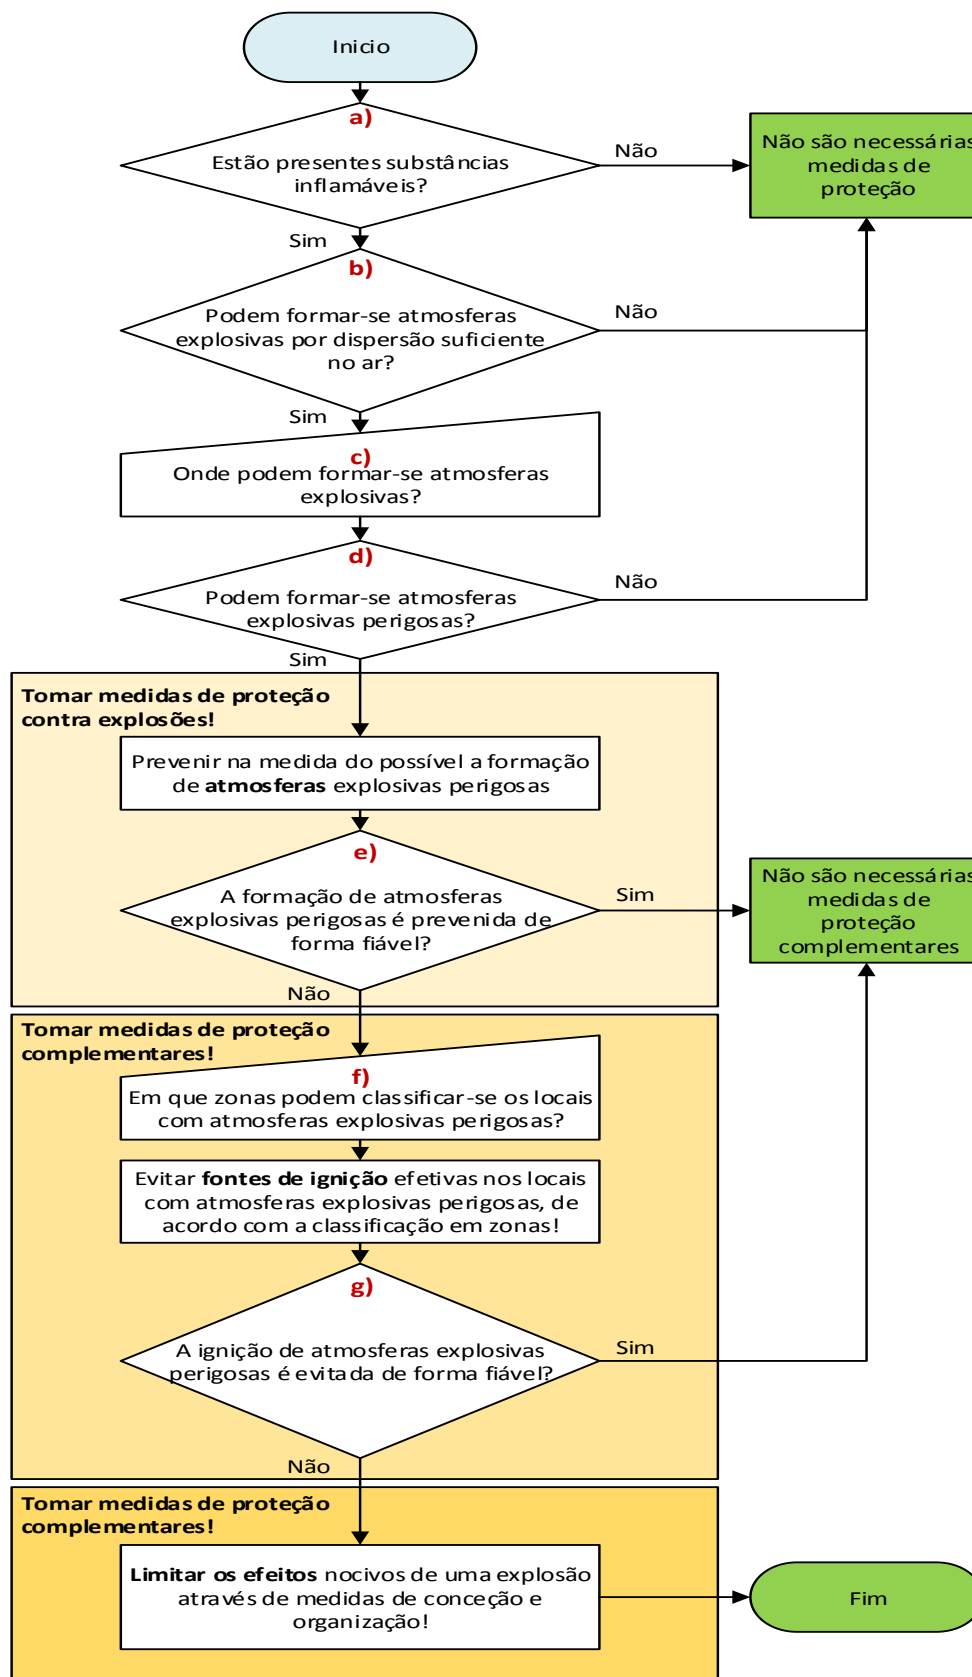 Inicio
a)
Estão presentes substâncias
inflamáveis?
Não
Não são necessárias
medidas de
proteção
Sim
b)
Podem formar-se atmosferas
explosivas por dispersão suficiente
no ar?
Não
Sim
c)
Onde podem formar-se atmosferas
explosivas?
d)
Podem formar-se atmosferas
explosivas perigosas?
Não
Sim
Tomar medidas de proteção
contra explosões!
Prevenir na medida do possível a formação
de atmosferas explosivas perigosas
e)
A formação de atmosferas
explosivas perigosas é prevenida de
forma fiável?
Sim
Não são necessárias
medidas de
proteção
complementares
Não
Tomar medidas de proteção
complementares!
f)
Em que zonas podem classificar-se os locais
com atmosferas explosivas perigosas?
Evitar fontes de ignição efetivas nos locais
com atmosferas explosivas perigosas, de
acordo com a classificação em zonas!
g)
A ignição de atmosferas explosivas
perigosas é evitada de forma fiável?
Sim
Não
Tomar medidas de proteção
complementares!
Limitar os efeitos nocivos de uma explosão
através de medidas de conceção e
organização!
Fim